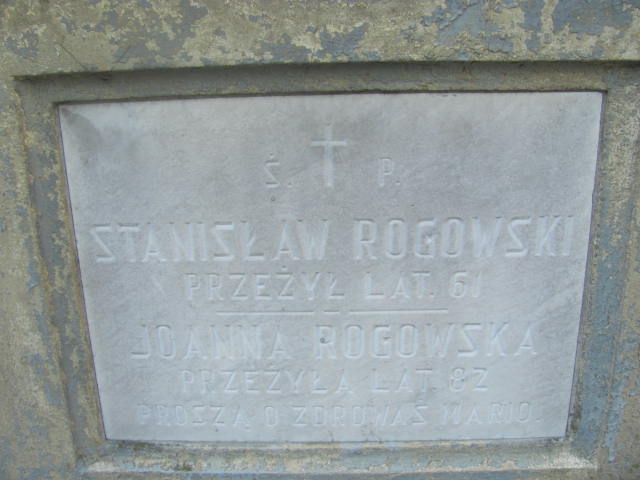 Ś. P.
STANISŁAW ROGOWSKI
PRZEŻYŁ LAT. 61
JOANNA ROGOWSKA
PRZEŻYŁA LAT. 82
PROSZĄ O ZDROWAŚ MARIO.